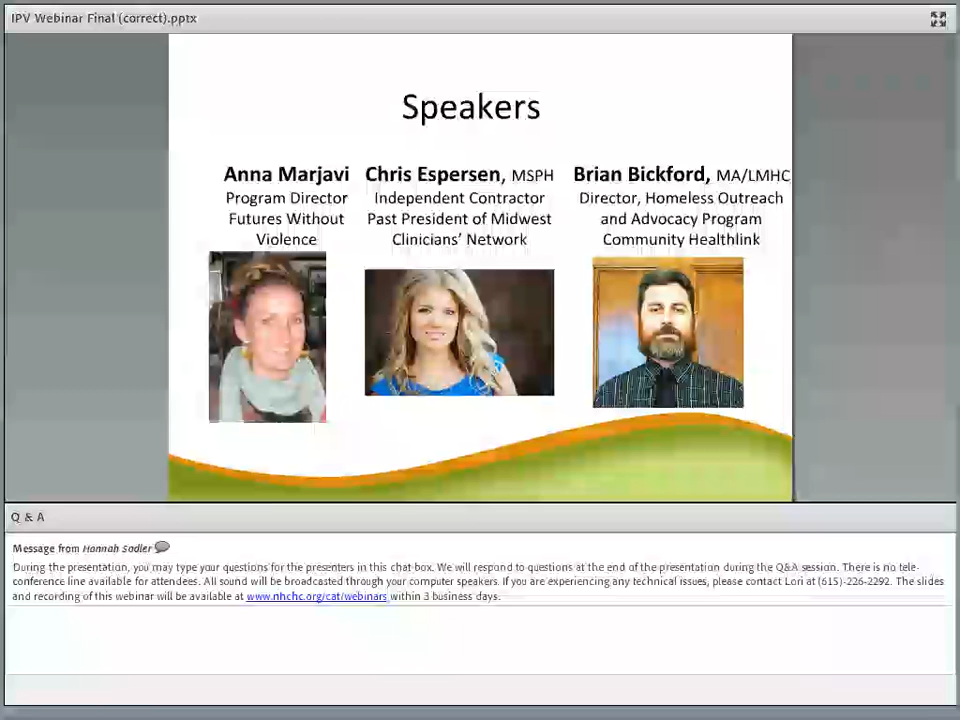 IPV Webinar Final (correct).pptx
Speakers
Anna Marjavi
Program Director
Futures Without
Violence
Chris Espersen, MSPH
Independent Contractor
Past President of Midwest
Clinicians' Network
Brian Bickford, MA/LMHC
Director, Homeless Outreach
and Advocacy Program
Community Healthlink
Q & A
Message from Hannah Sadler
During the presentation, you may type your questions for the presenters in this chat-box. We will respond to questions at the end of the presentation during the Q&A session. There is no tele-
conference line available for attendees. All sound will be broadcasted through your computer speakers. If you are experiencing any technical issues, please contact Lori at (615)-226-2292. The slides
and recording of this webinar will be available at www.nhchc.org/cat/webinars within 3 business days.